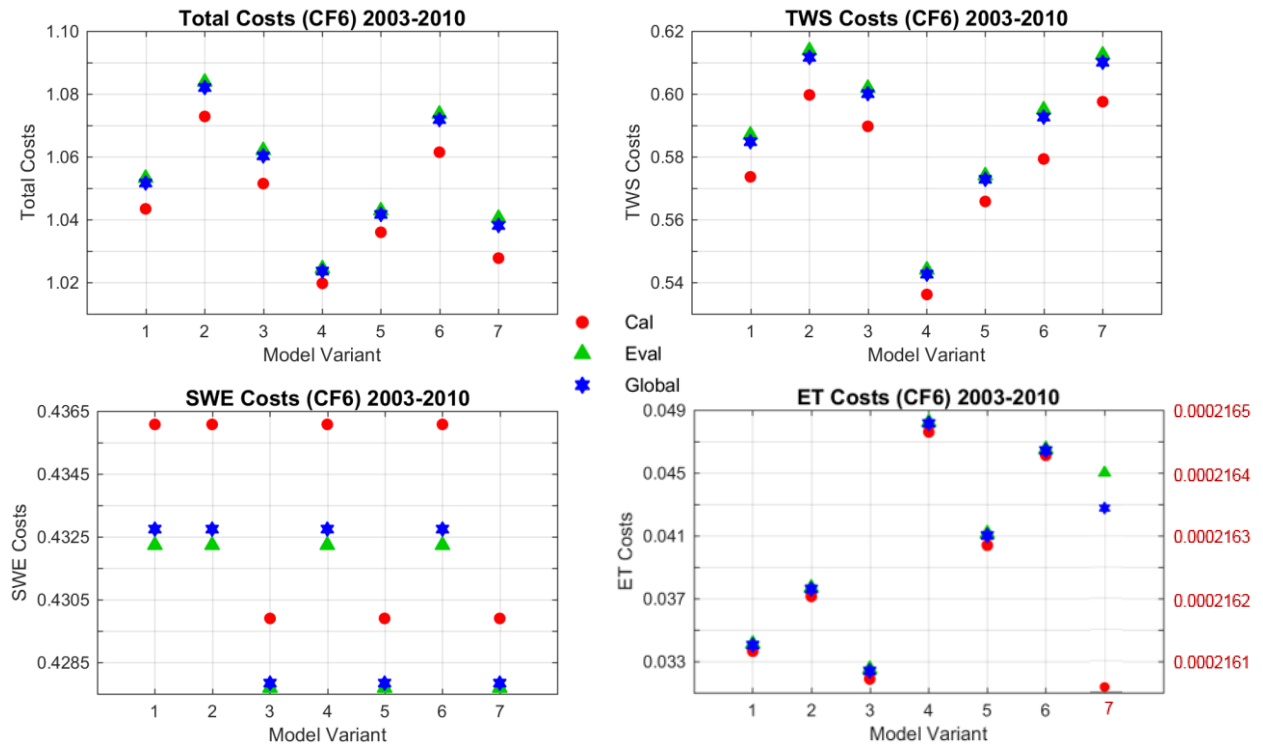 Total Costs (CF6) 2003-2010
1.10
1.08
1.06
1.04
1.02
Total Costs
1 2 3 4 5 6 7
Model Variant
TWS Costs (CF6) 2003-2010
0.62
0.60
0.58
0.56
0.54
TWS Costs
1 2 3 4 5 6 7
Model Variant
Cal
Eval
Global
SWE Costs (CF6) 2003-2010
0.4365
0.4345
0.4325
0.4305
0.4285
SWE Costs
1 2 3 4 5 6 7
Model Variant
ET Costs (CF6) 2003-2010
0.049
0.045
0.041
0.037
0.033
ET Costs
0.0002165
0.0002164
0.0002163
0.0002162
0.0002161
1 2 3 4 5 6 7
Model Variant